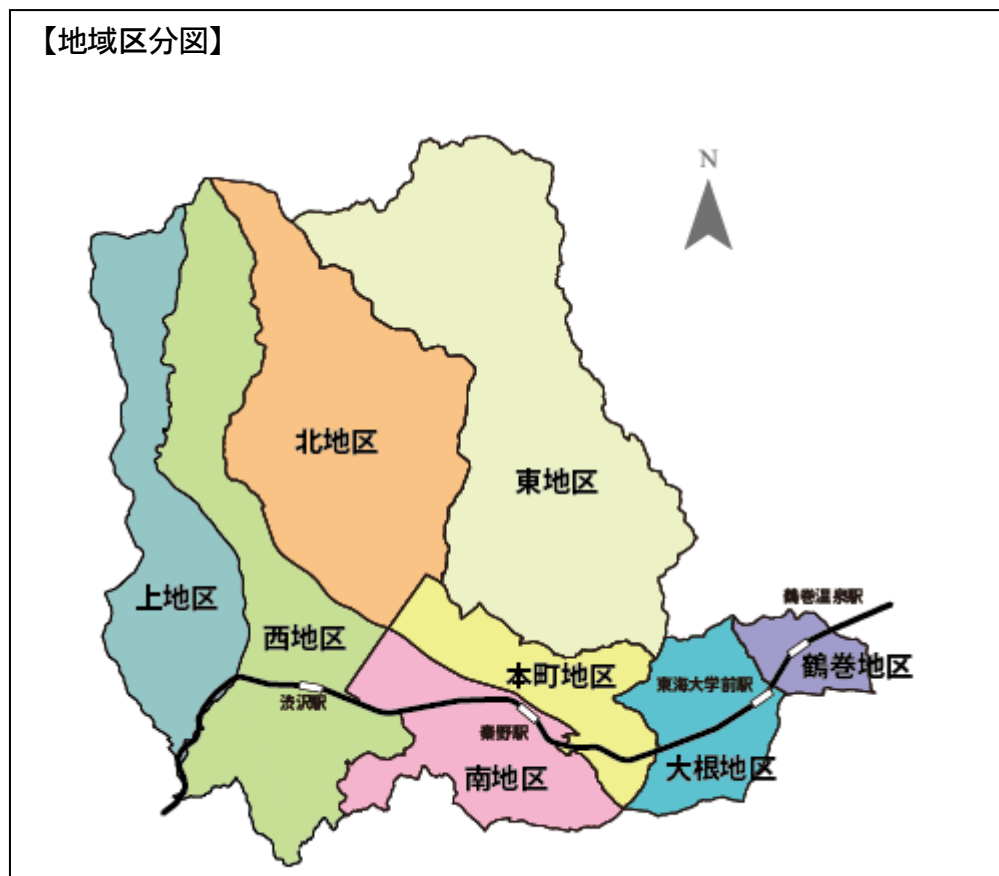 【地域区分図】
N
北地区
東地区
上地区
鶴巻温泉駅
西地区
本町地区
鶴巻地区
東海大学前駅
渋沢駅
秦野駅
大根地区
南地区